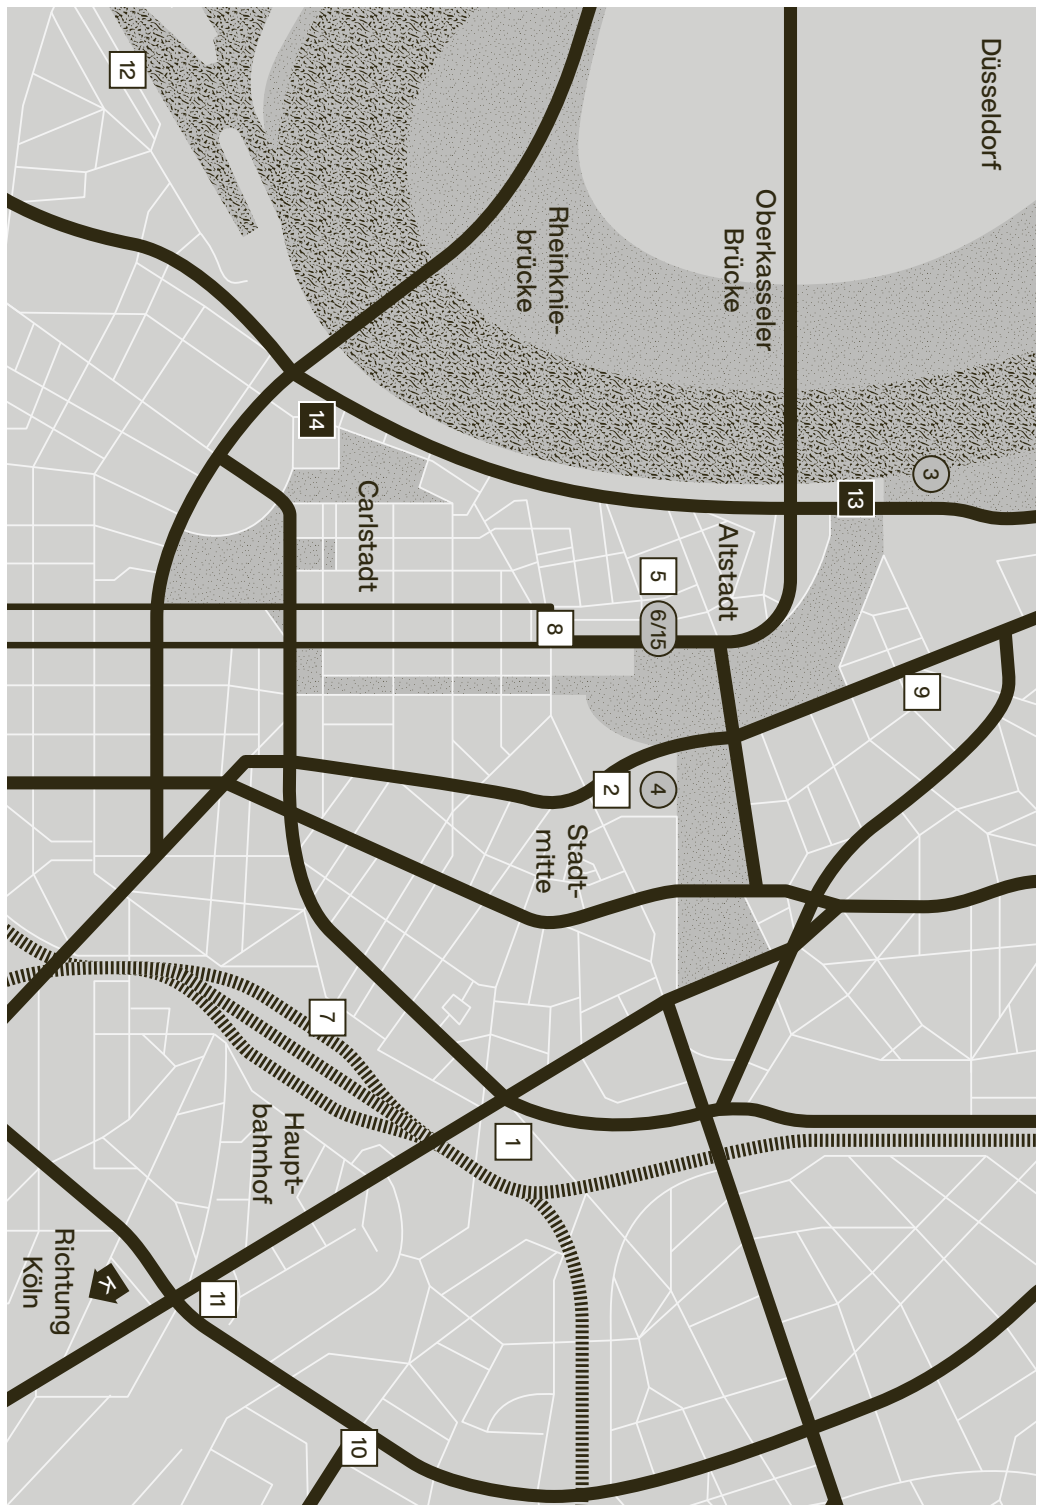 Düsseldorf
3
9
13
Oberkasseler
Brücke
Altstadt
5
6/15
4
2
Stadt-
mitte
Rheinknie-
brücke
8
1
Carlstadt
10
7
14
Haupt-
bahnhof
11
12
K
Richtung
Köln